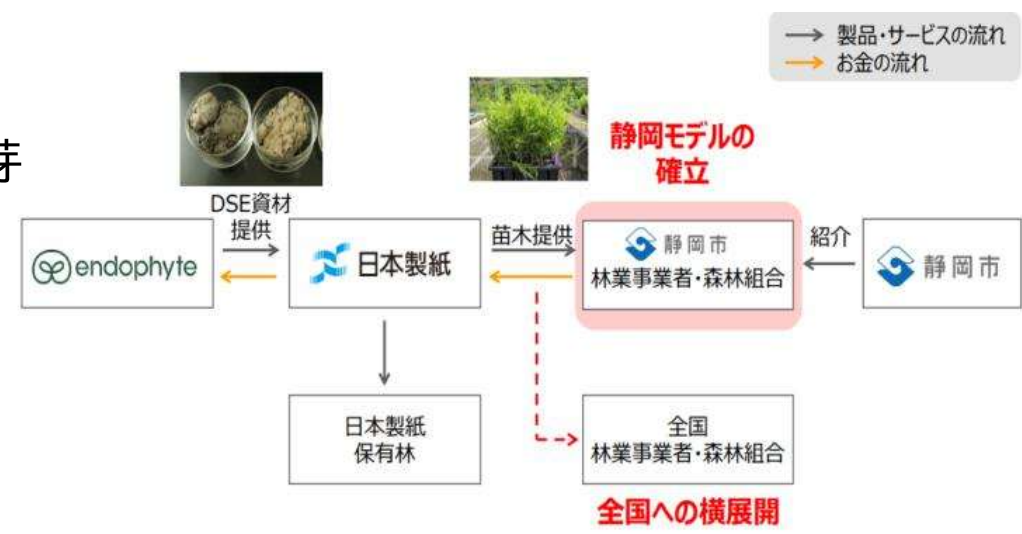 製品・サービスの流れ
お金の流れ
芽
静岡モデルの
確立
DSE資材
提供
苗木提供
紹介
endophyte
日本製紙
静岡市
林業事業者・森林組合
静岡市
日本製紙
保有林
全国
林業事業者・森林組合
全国への横展開